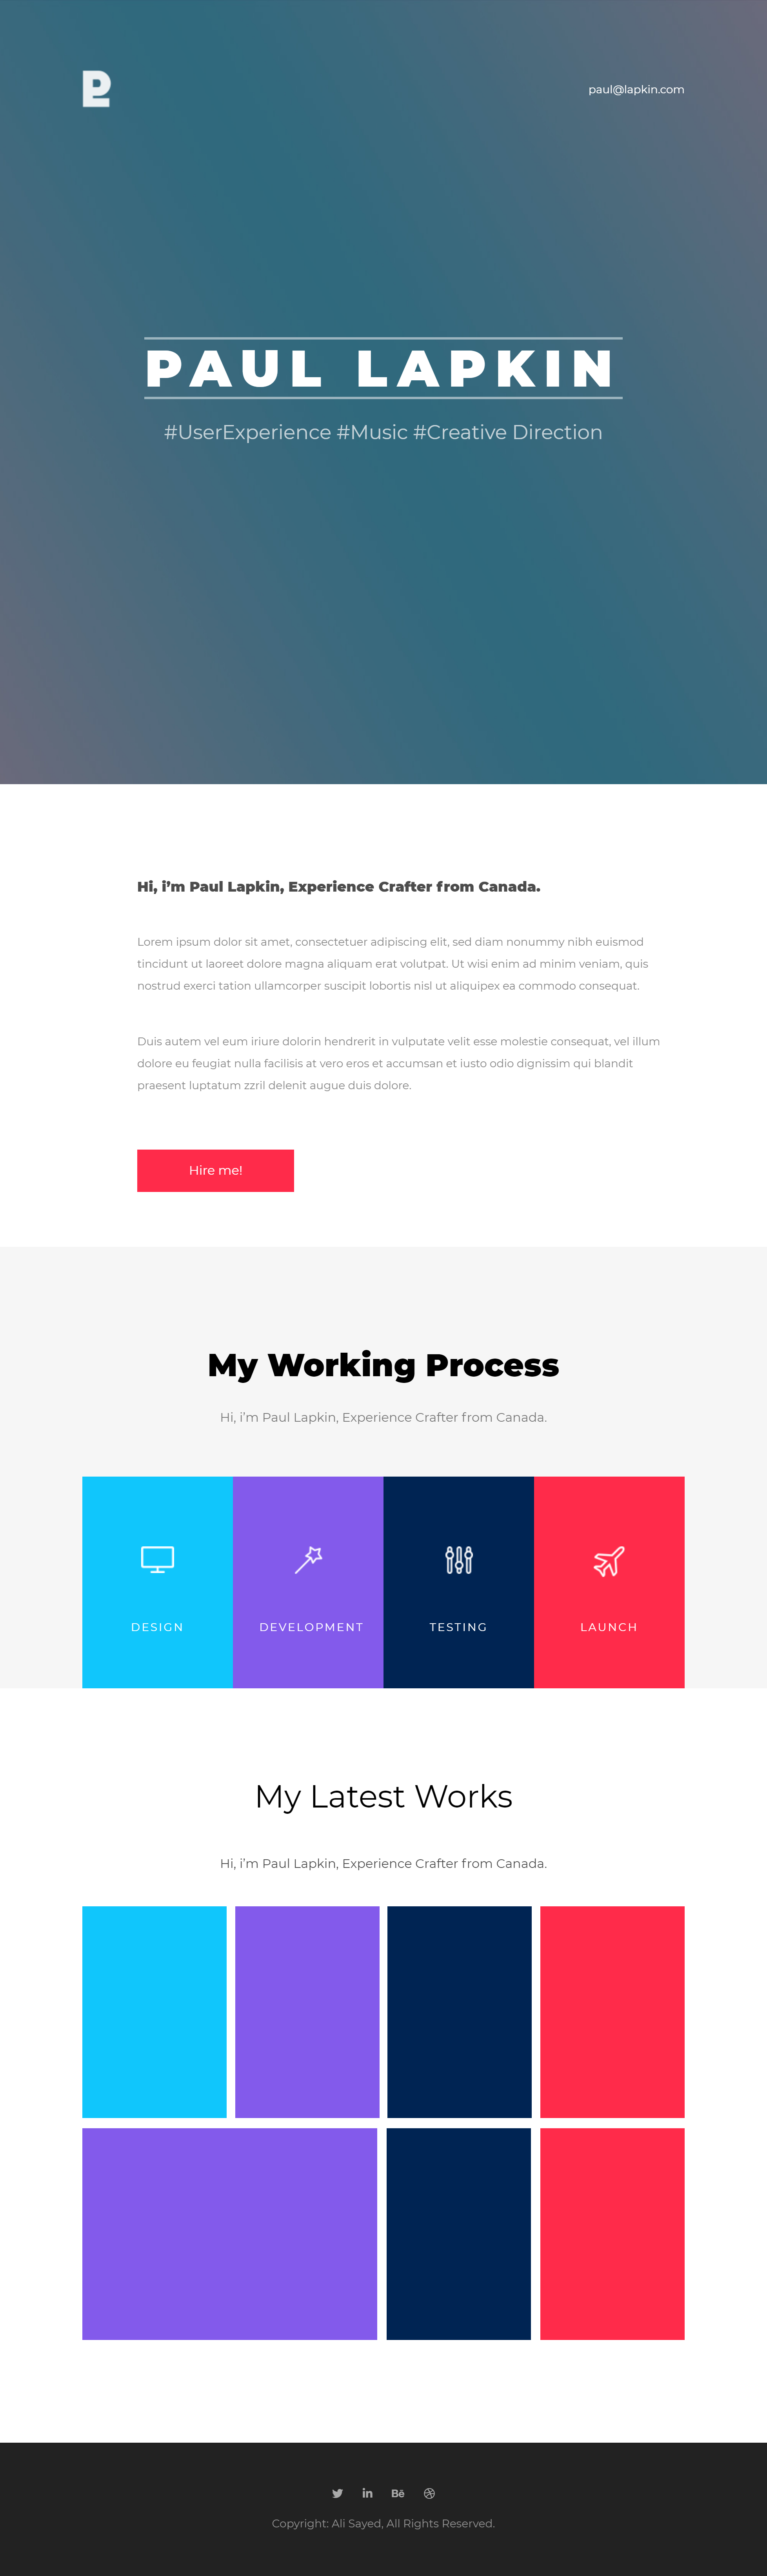 paul@lapkin.com
PAUL LAPKIN
#UserExperience #Music #Creative Direction
Hi, i’m Paul Lapkin, Experience Crafter from Canada.
Lorem ipsum dolor sit amet, consectetuer adipiscing elit, sed diam nonummy nibh euismod
tincidunt ut laoreet dolore magna aliquam erat volutpat. Ut wisi enim ad minim veniam, quis
nostrud exerci tation ullamcorper suscipit lobortis nisl ut aliquipex ea commodo consequat.
Duis autem vel eum iriure dolorin hendrerit in vulputate velit esse molestie consequat, vel illum
dolore eu feugiat nulla facilisis at vero eros et accumsan et iusto odio dignissim qui blandit
praesent luptatum zzril delenit augue duis dolore.
Hire me!
My Working Process
Hi, i’m Paul Lapkin, Experience Crafter from Canada.
DESIGN DEVELOPMENT TESTING LAUNCH
My Latest Works
Hi, i’m Paul Lapkin, Experience Crafter from Canada.
in Bē
Copyright: Ali Sayed, All Rights Reserved.